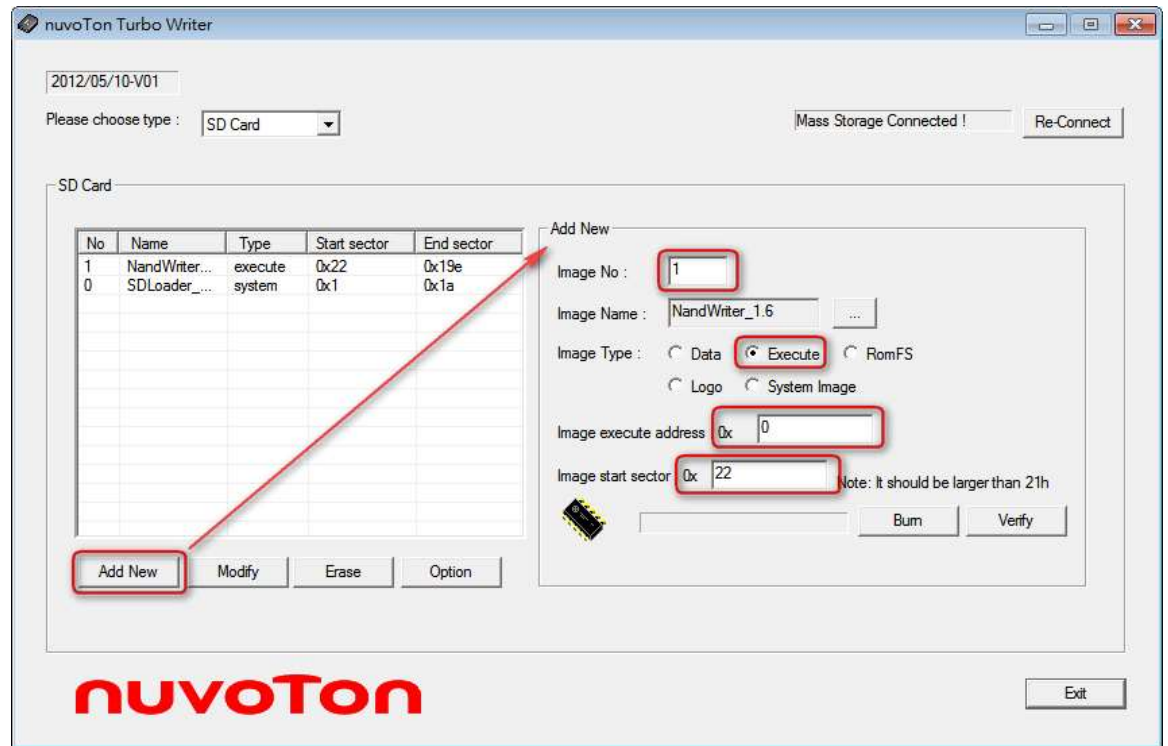 nuvoTon Turbo Writer
2012/05/10-V01
Please choose type : SD Card Mass Storage Connected ! Re-Connect
SD Card
Add New
No Name Type Start sector End sector
1 NandWriter... execute 0x22 0x19e
0 SDLoader_... system 0x1 0x1a
Image No : 1
Image Name : NandWriter_1.6 ...
Image Type : Data Execute RomFS
Logo System Image
Image execute address 0x 0
Image start sector 0x 22 Note: It should be larger than 21h
Burn Verify
Add New Modify Erase Option
nuvoTon
Exit